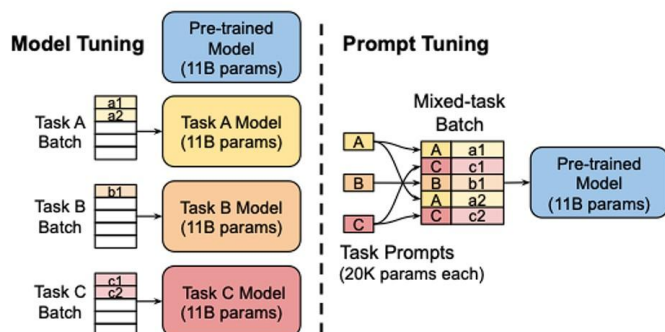 Model Tuning
Pre-trained
Model
(11B params)
a1
a2
Task A
Batch
Task A Model
(11B params)
b1
Task B
Batch
Task B Model
(11B params)
c1
c2
Task C
Batch
Task C Model
(11B params)
Prompt Tuning
Mixed-task
Batch
A
B
C
A a1
C c1
B b1
A a2
C c2
Task Prompts
(20K params each)
Pre-trained
Model
(11B params)